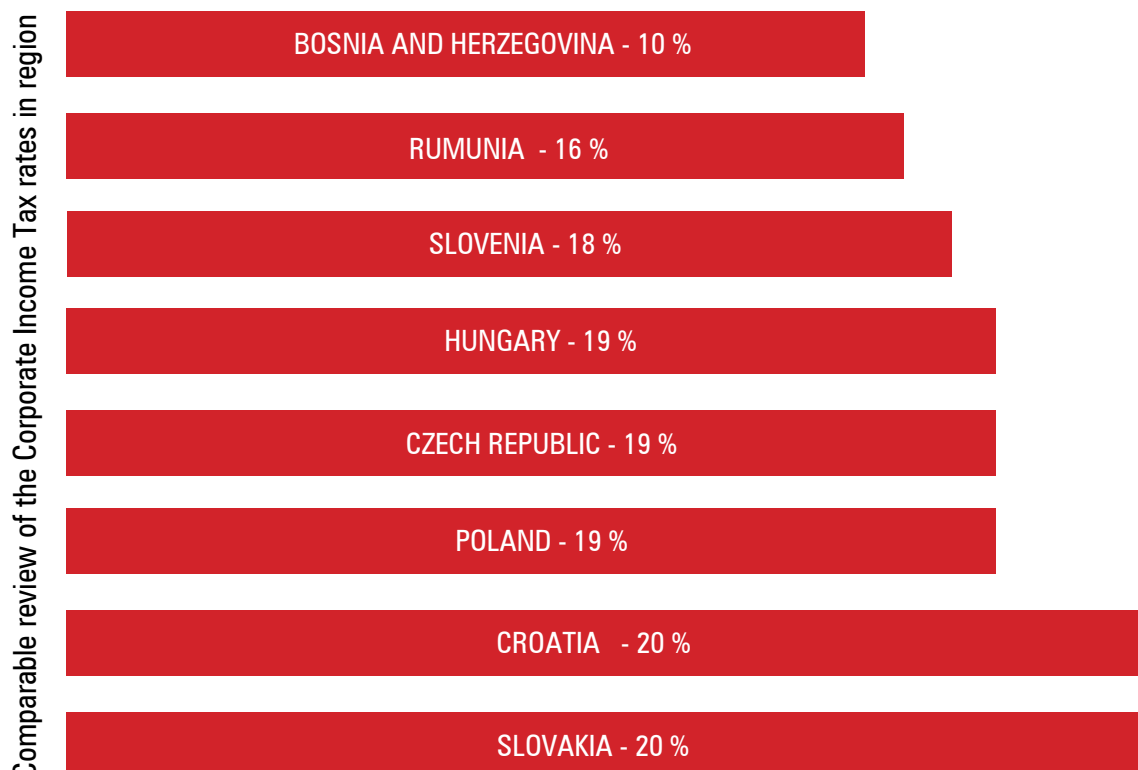 Comparable review of the Corporate Income Tax rates in region
BOSNIA AND HERZEGOVINA - 10 %
RUMUNIA - 16 %
SLOVENIA - 18 %
HUNGARY - 19 %
CZECH REPUBLIC - 19 %
POLAND - 19 %
CROATIA - 20 %
SLOVAKIA - 20 %